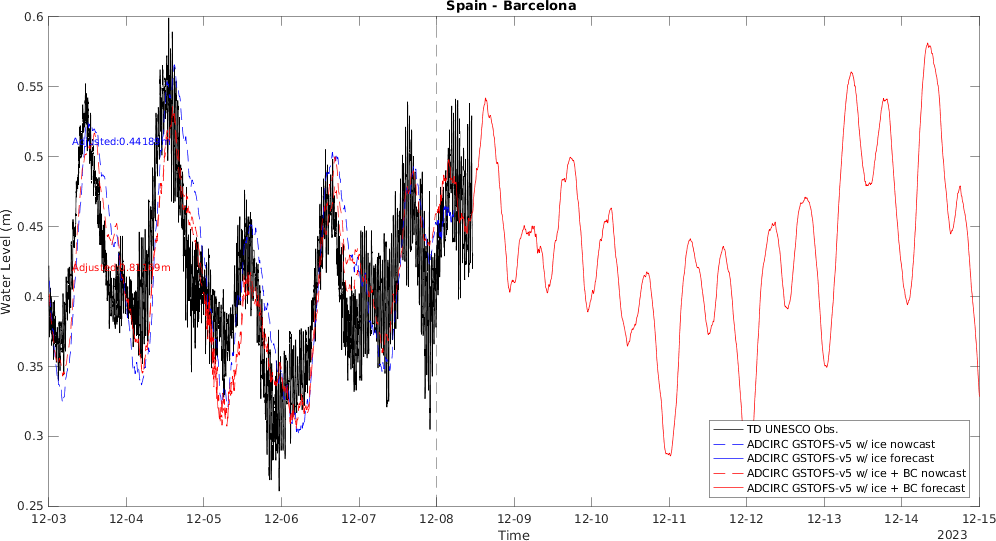 Spain - Barcelona
Water Level (m)
0.6
0.55
0.5
0.45
0.4
0.35
0.3
0.25
12-03 12-04 12-05 12-06 12-07 12-08 12-09 12-10 12-11 12-12 12-13 12-14 12-15
Time
2023
TD UNESCO Obs.
ADCIRC GSTOFS-v5 w/ ice nowcast
ADCIRC GSTOFS-v5 w/ ice forecast
ADCIRC GSTOFS-v5 w/ ice + BC nowcast
ADCIRC GSTOFS-v5 w/ ice + BC forecast